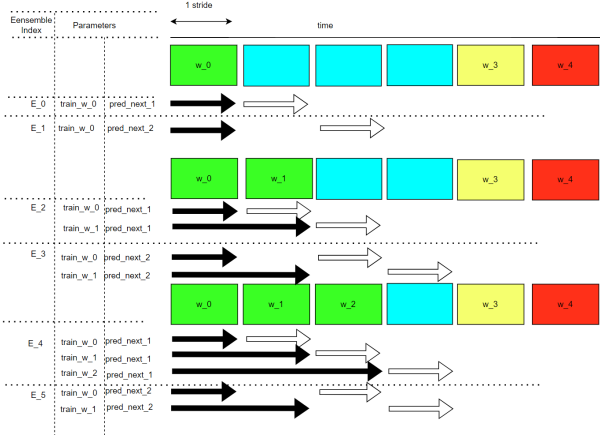 1 stride
Eensemble
Index
Parameters
time
w_0
w_3
w_4
E_0
train_w_0
pred_next_1
E_1
train_w_0
pred_next_2
w_0
w_1
w_3
w_4
E_2
train_w_0
pred_next_1
train_w_1
pred_next_1
E_3
train_w_0
pred_next_2
train_w_1
pred_next_2
w_0
w_1
w_2
w_3
w_4
E_4
train_w_0
pred_next_1
train_w_1
pred_next_1
train_w_2
pred_next_1
E_5
train_w_0
pred_next_2
train_w_1
pred_next_2